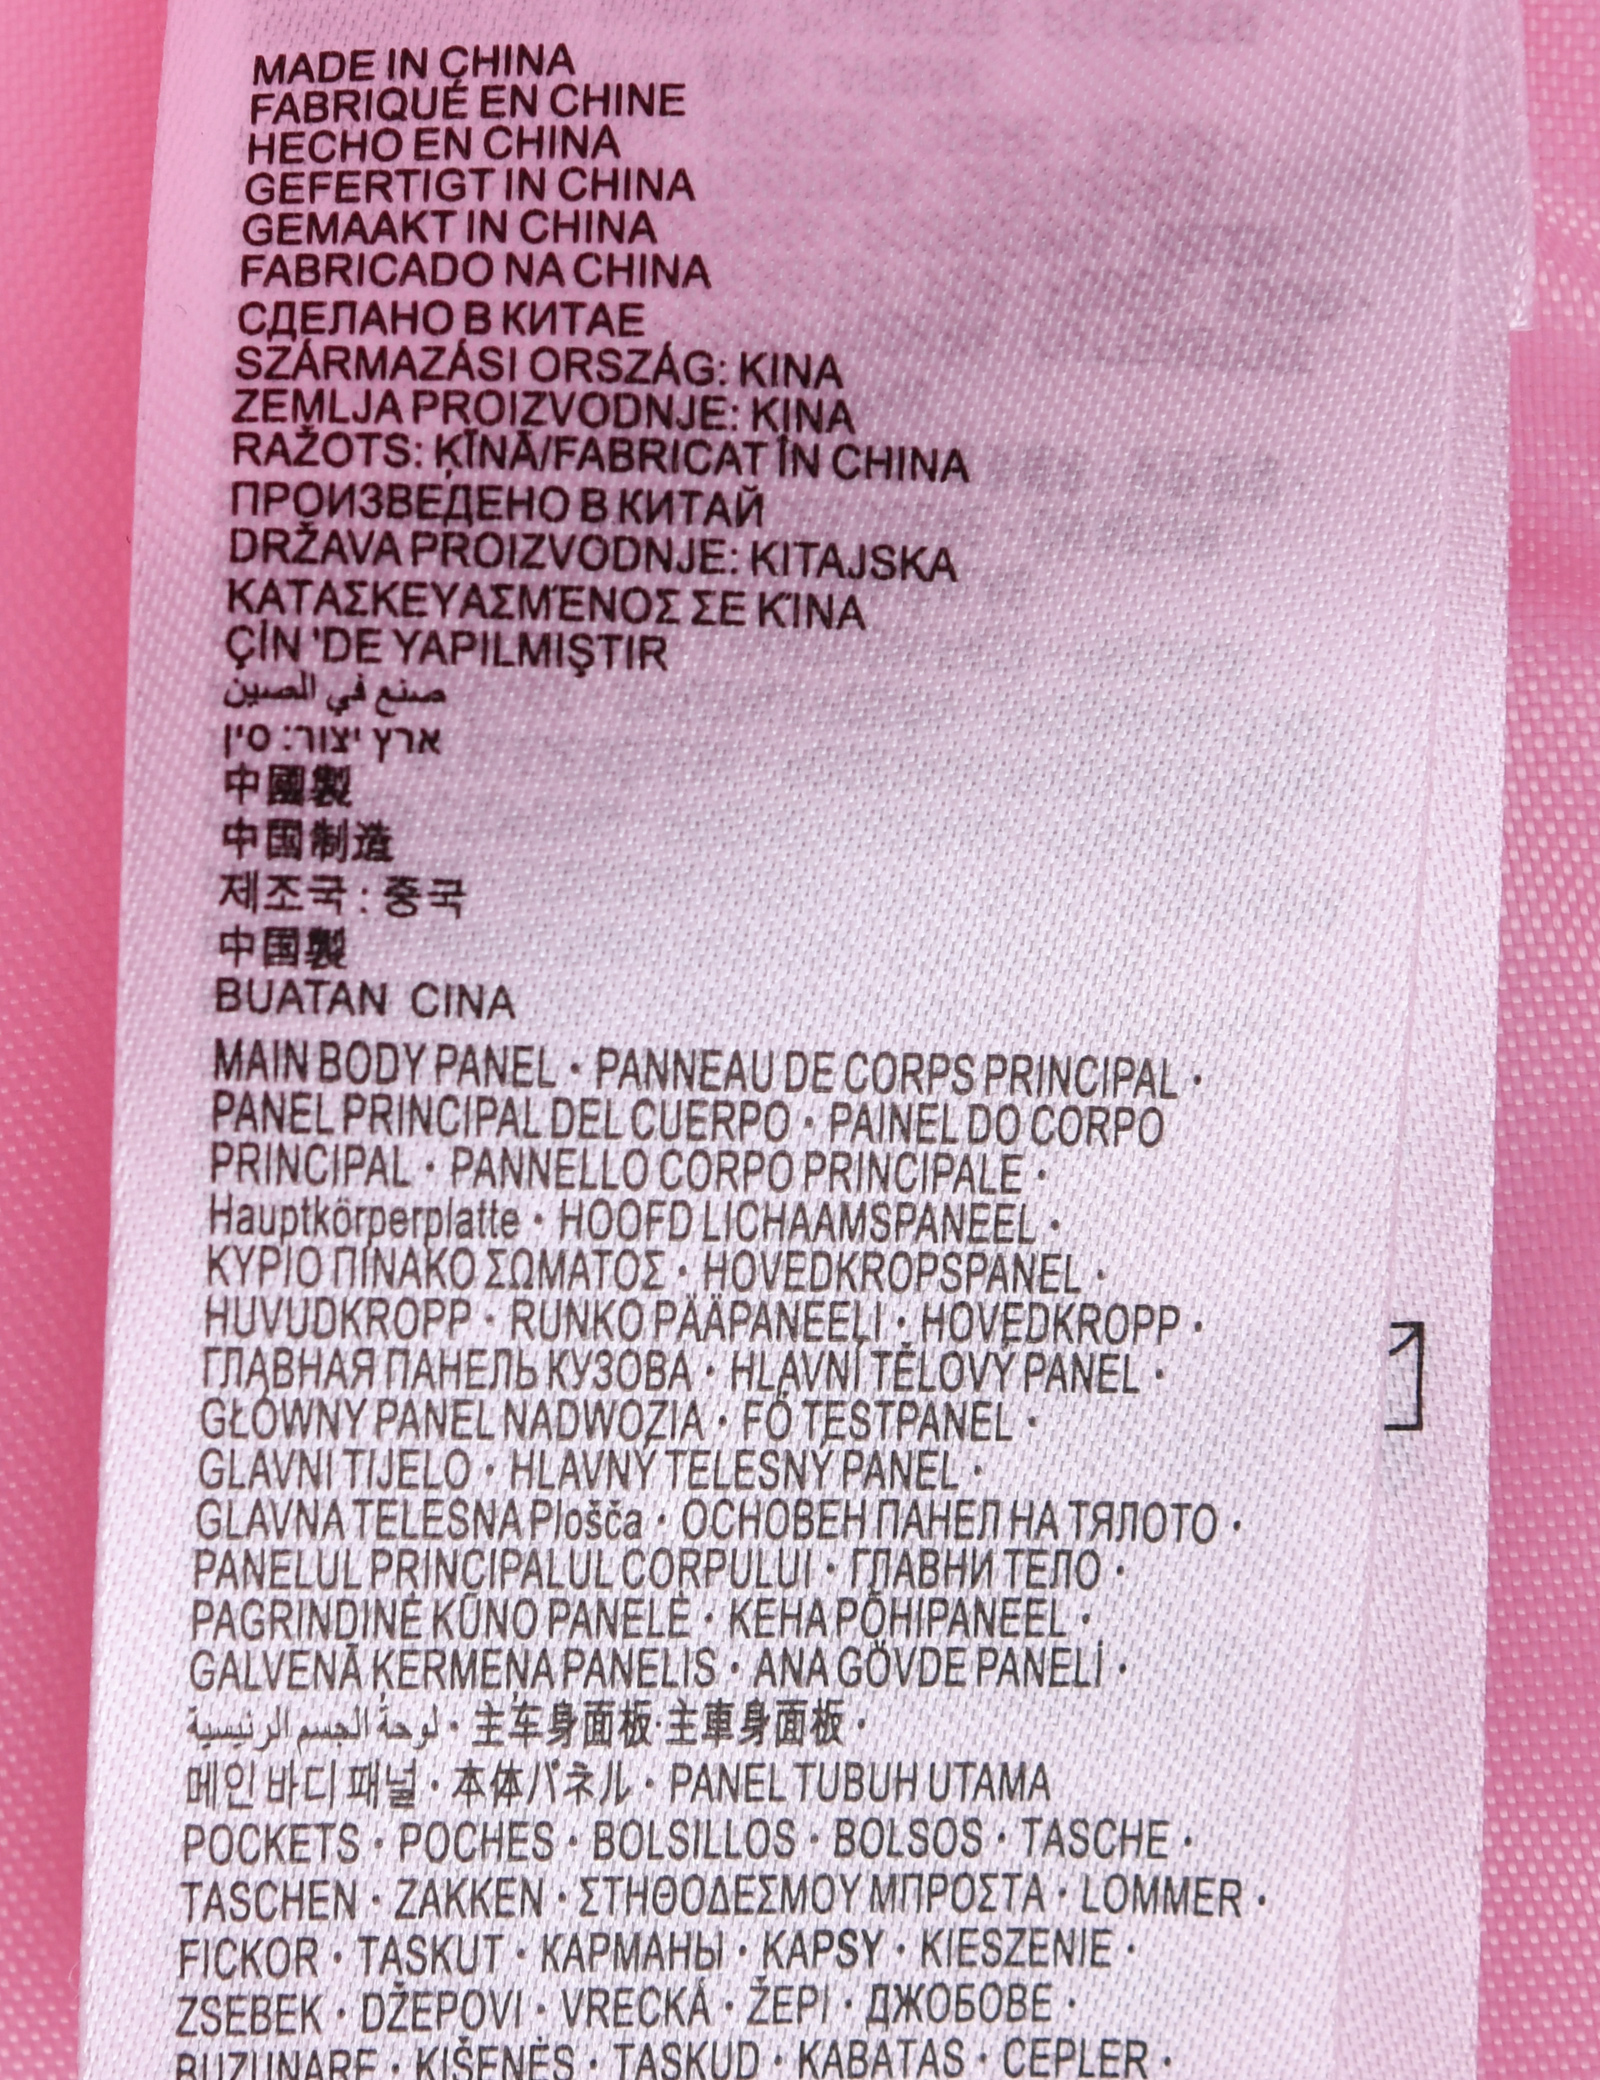 MADE IN CHINA
FABRIQUÉ EN CHINE
HECHO EN CHINA
GEFERTIGT IN CHINA
GEMAAKT IN CHINA
FABRICADO NA CHINA
СДЕЛАНО В КИТАЕ
SZÁRMAZÁSI ORSZÁG: KINA
ZEMLJA PROIZVODNJE: KINA
RAŽOTS: ĶĪNĀ/FABRICAT ÎN CHINA
ПРОИЗВЕДЕНО В КИТАЙ
DRŽAVA PROIZVODNJE: KITAJSKA
ΚΑΤΑΣΚΕΥΑΣΜΈΝΟΣ ΣΕ ΚΊΝΑ
ÇİN 'DE YAPILMIŞTIR
صنع في الصين
ארץ יצור: סין
中國製
中国制造
제조국 : 중국
中国製
BUATAN CINA
MAIN BODY PANEL · PANNEAU DE CORPS PRINCIPAL ·
PANEL PRINCIPAL DEL CUERPO · PAINEL DO CORPO
PRINCIPAL · PANNELLO CORPO PRINCIPALE ·
Hauptkörperplatte · HOOFD LICHAAMSPANEEL ·
ΚΥΡΙΟ ΠΙΝΑΚΟ ΣΩΜΑΤΟΣ · HOVEDKROPSPANEL ·
HUVUDKROPP · RUNKO PÄÄPANEELI · HOVEDKROPP ·
ГЛАВНАЯ ПАНЕЛЬ КУЗОВА · HLAVNÍ TĚLOVÝ PANEL ·
GŁÓWNY PANEL NADWOZIA · FŐ TESTPANEL ·
GLAVNI TIJELO · HLAVNÝ TELESNÝ PANEL ·
GLAVNA TELESNA Plošča · ОСНОВЕН ПАНЕЛ НА ТЯЛОТО ·
PANELUL PRINCIPALUL CORPULUI · ГЛАВНИ ТЕЛО ·
PAGRINDINĖ KŪNO PANELĖ · KEHA PÕHIPANEEL ·
GALVENĀ ĶERMEŅA PANELIS · ANA GÖVDE PANELİ ·
لوحة الجسم الرئيسية · 主车身面板·主車身面板 ·
메인 바디 패널 · 本体パネル · PANEL TUBUH UTAMA
POCKETS · POCHES · BOLSILLOS · BOLSOS · TASCHE ·
TASCHEN · ZAKKEN · ΣΤΗΘΟΔΕΣΜΟΥ ΜΠΡΟΣΤΑ · LOMMER ·
FICKOR · TASKUT · КАРМАНЫ · KAPSY · KIESZENIE ·
ZSEBEK · DŽEPOVI · VRECKÁ · ŽEPI · ДЖОБОВЕ ·
BUZUNARE · KIŠENĖS · TASKUD · KABATAS · CEPLER ·